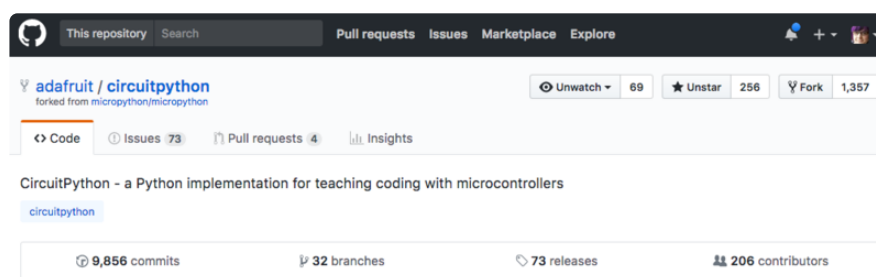 This repository Search Pull requests Issues Marketplace Explore
adafruit / circuitpython Unwatch 69 Unstar 256 Fork 1,357
forked from micropython/micropython
<> Code Issues 73 Pull requests 4 Insights
CircuitPython - a Python implementation for teaching coding with microcontrollers
circuitpython
9,856 commits 32 branches 73 releases 206 contributors